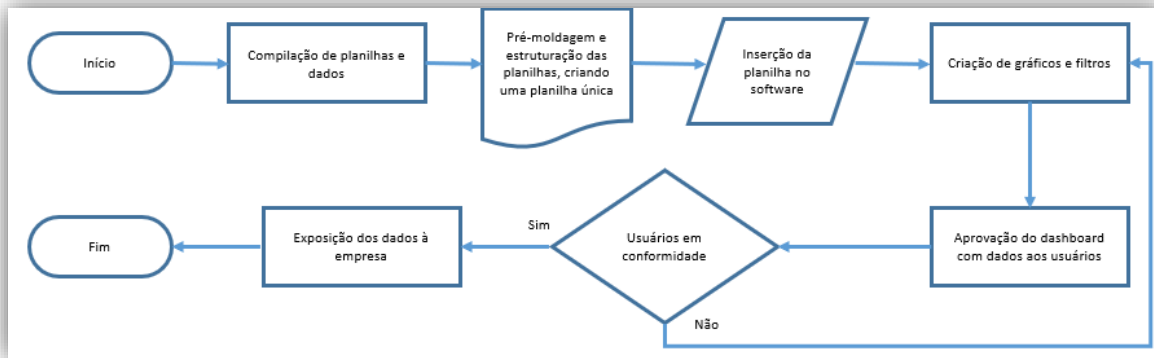 Início
Compilação de planilhas e
dados
Pré-moldagem e
estruturação das
planilhas, criando
uma planilha única
Inserção da
planilha no
software
Criação de gráficos e filtros
Fim
Exposição dos dados à
empresa
Sim
Usuários em
conformidade
Não
Aprovação do dashboard
com dados aos usuários